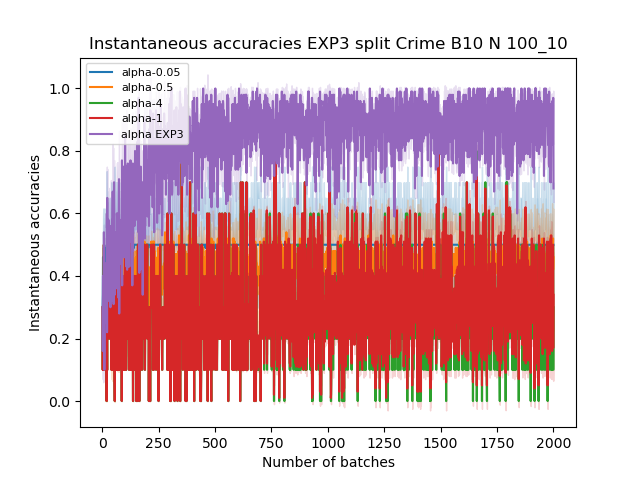 Instantaneous accuracies EXP3 split Crime B10 N 100_10
alpha-0.05
alpha-0.5
alpha-4
alpha-1
alpha EXP3
1.0
0.8
0.6
0.4
0.2
0.0
Instantaneous accuracies
0 250 500 750 1000 1250 1500 1750 2000
Number of batches